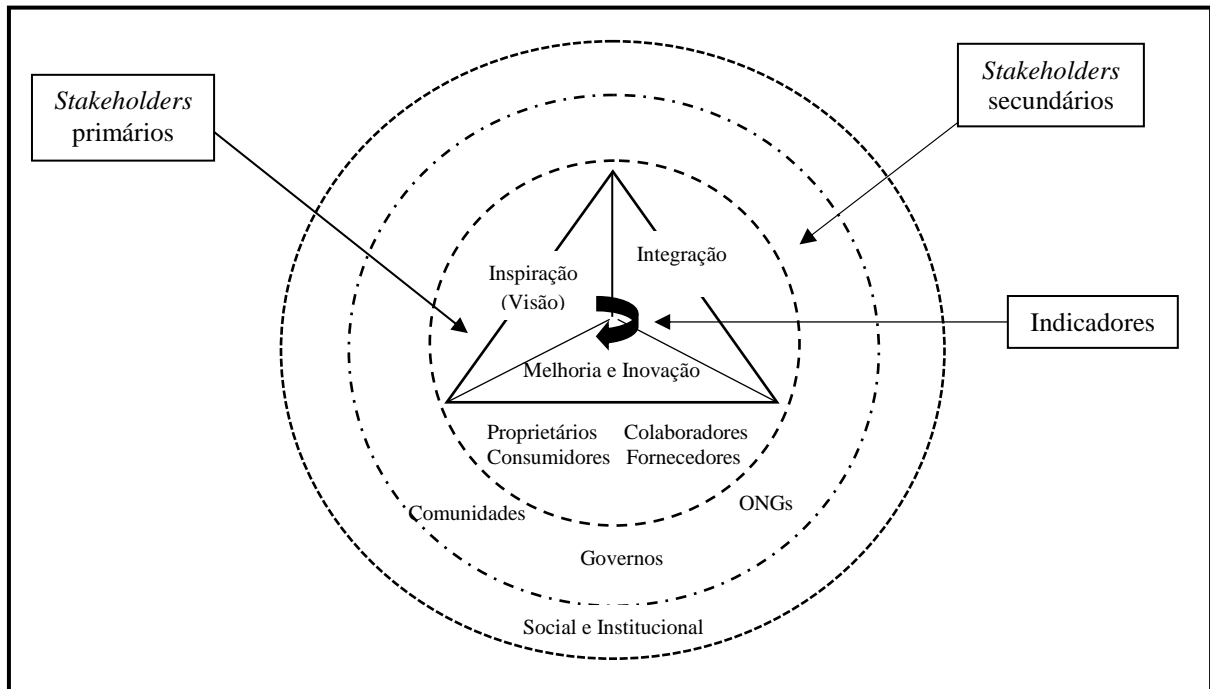 Stakeholders
primários
Stakeholders
secundários
Integração
Inspiração
(Visão)
Indicadores
Melhoria e Inovação
Proprietários Colaboradores
Consumidores Fornecedores
Comunidades
ONGs
Governos
Social e Institucional